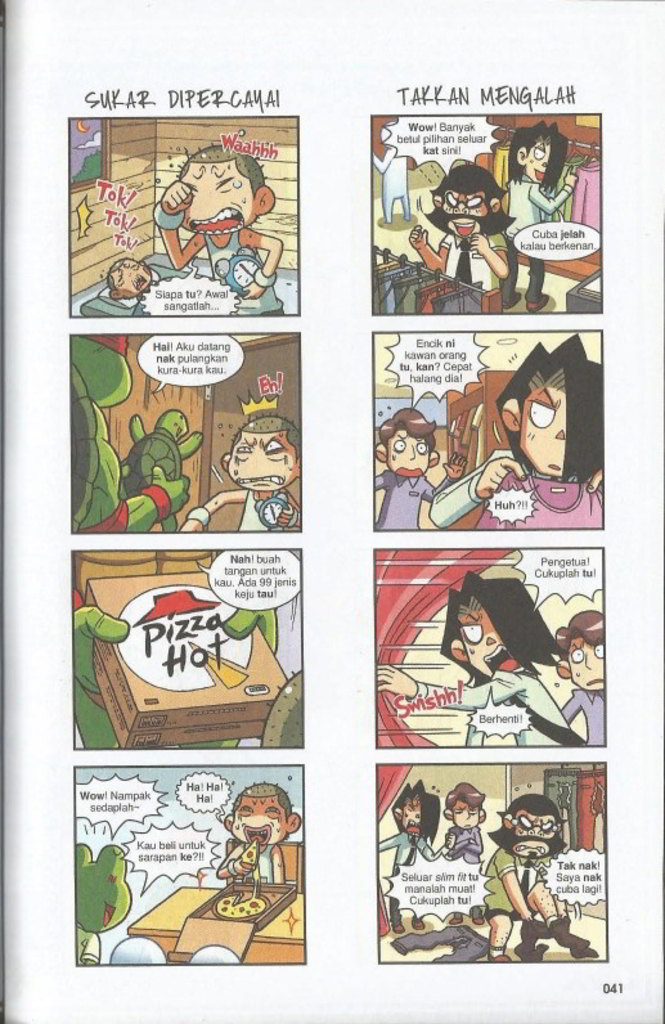 SUKAR DIPERCAYAI
Waahhh
Tok!
Tok!
Tok!
Siapa tu? Awal
sangatlah...
Hai! Aku datang
nak pulangkan
kura-kura kau.
Eh!
Nah! buah
tangan untuk
kau. Ada 99 jenis
keju tau!
Pizza
Hot
Wow! Nampak
sedaplah~
Ha! Ha!
Ha!
Kau beli untuk
sarapan ke?!!
TAKKAN MENGALAH
Wow! Banyak
betul pilihan seluar
kat sini!
Cuba jelah
kalau berkenan.
Encik ni
kawan orang
tu, kan? Cepat
halang dia!
Huh?!!
Pengetua!
Cukuplah tu!
Swishh!
Berhenti!
Seluar slim fit tu
manalah muat!
Cukuplah tu!
Tak nak!
Saya nak
cuba lagi!
041